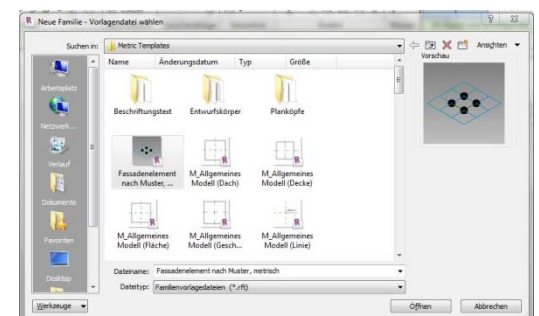 Neue Familie - Vorlagendatei wählen
Suchen in: Metric Templates
Ansichten
Vorschau
Name Änderungsdatum Typ Größe
Arbeitsplatz
Netzwerk...
Verlauf
Dokumente
Favoriten
Desktop
Beschriftungstext Entwurfskörper Planköpfe
Fassadenelement nach Muster, ...
M_Allgemeines Modell (Dach)
M_Allgemeines Modell (Decke)
M_Allgemeines Modell (Fläche)
M_Allgemeines Modell (Gesch...
M_Allgemeines Modell (Linie)
Dateiname: Fassadenelement nach Muster, metrisch
Dateityp: Familienvorlagedateien (*.rft)
Werkzeuge Öffnen Abbrechen